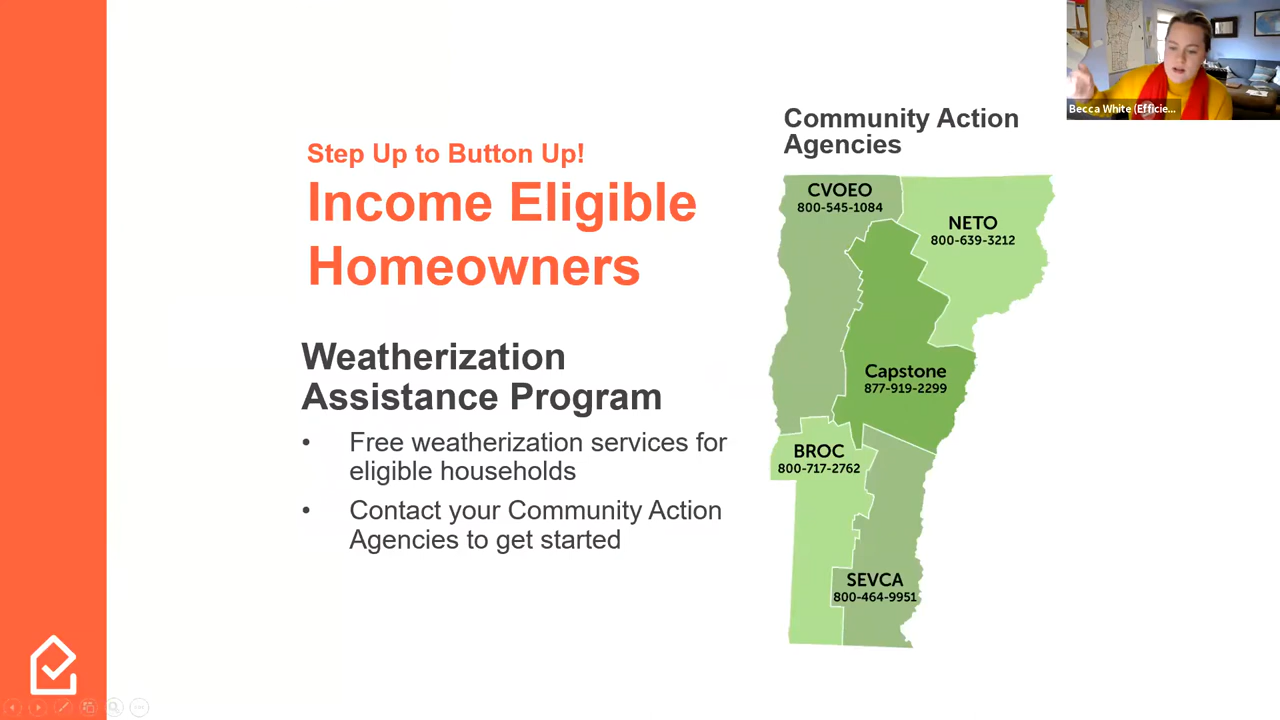 Step Up to Button Up!
Income Eligible
Homeowners
Weatherization
Assistance Program
• Free weatherization services for
eligible households
• Contact your Community Action
Agencies to get started
Community Action
Agencies
CVOEO
800-545-1084
NETO
800-639-3212
Capstone
877-919-2299
BROC
800-717-2762
SEVCA
800-464-9951
Becca White (Efficie...